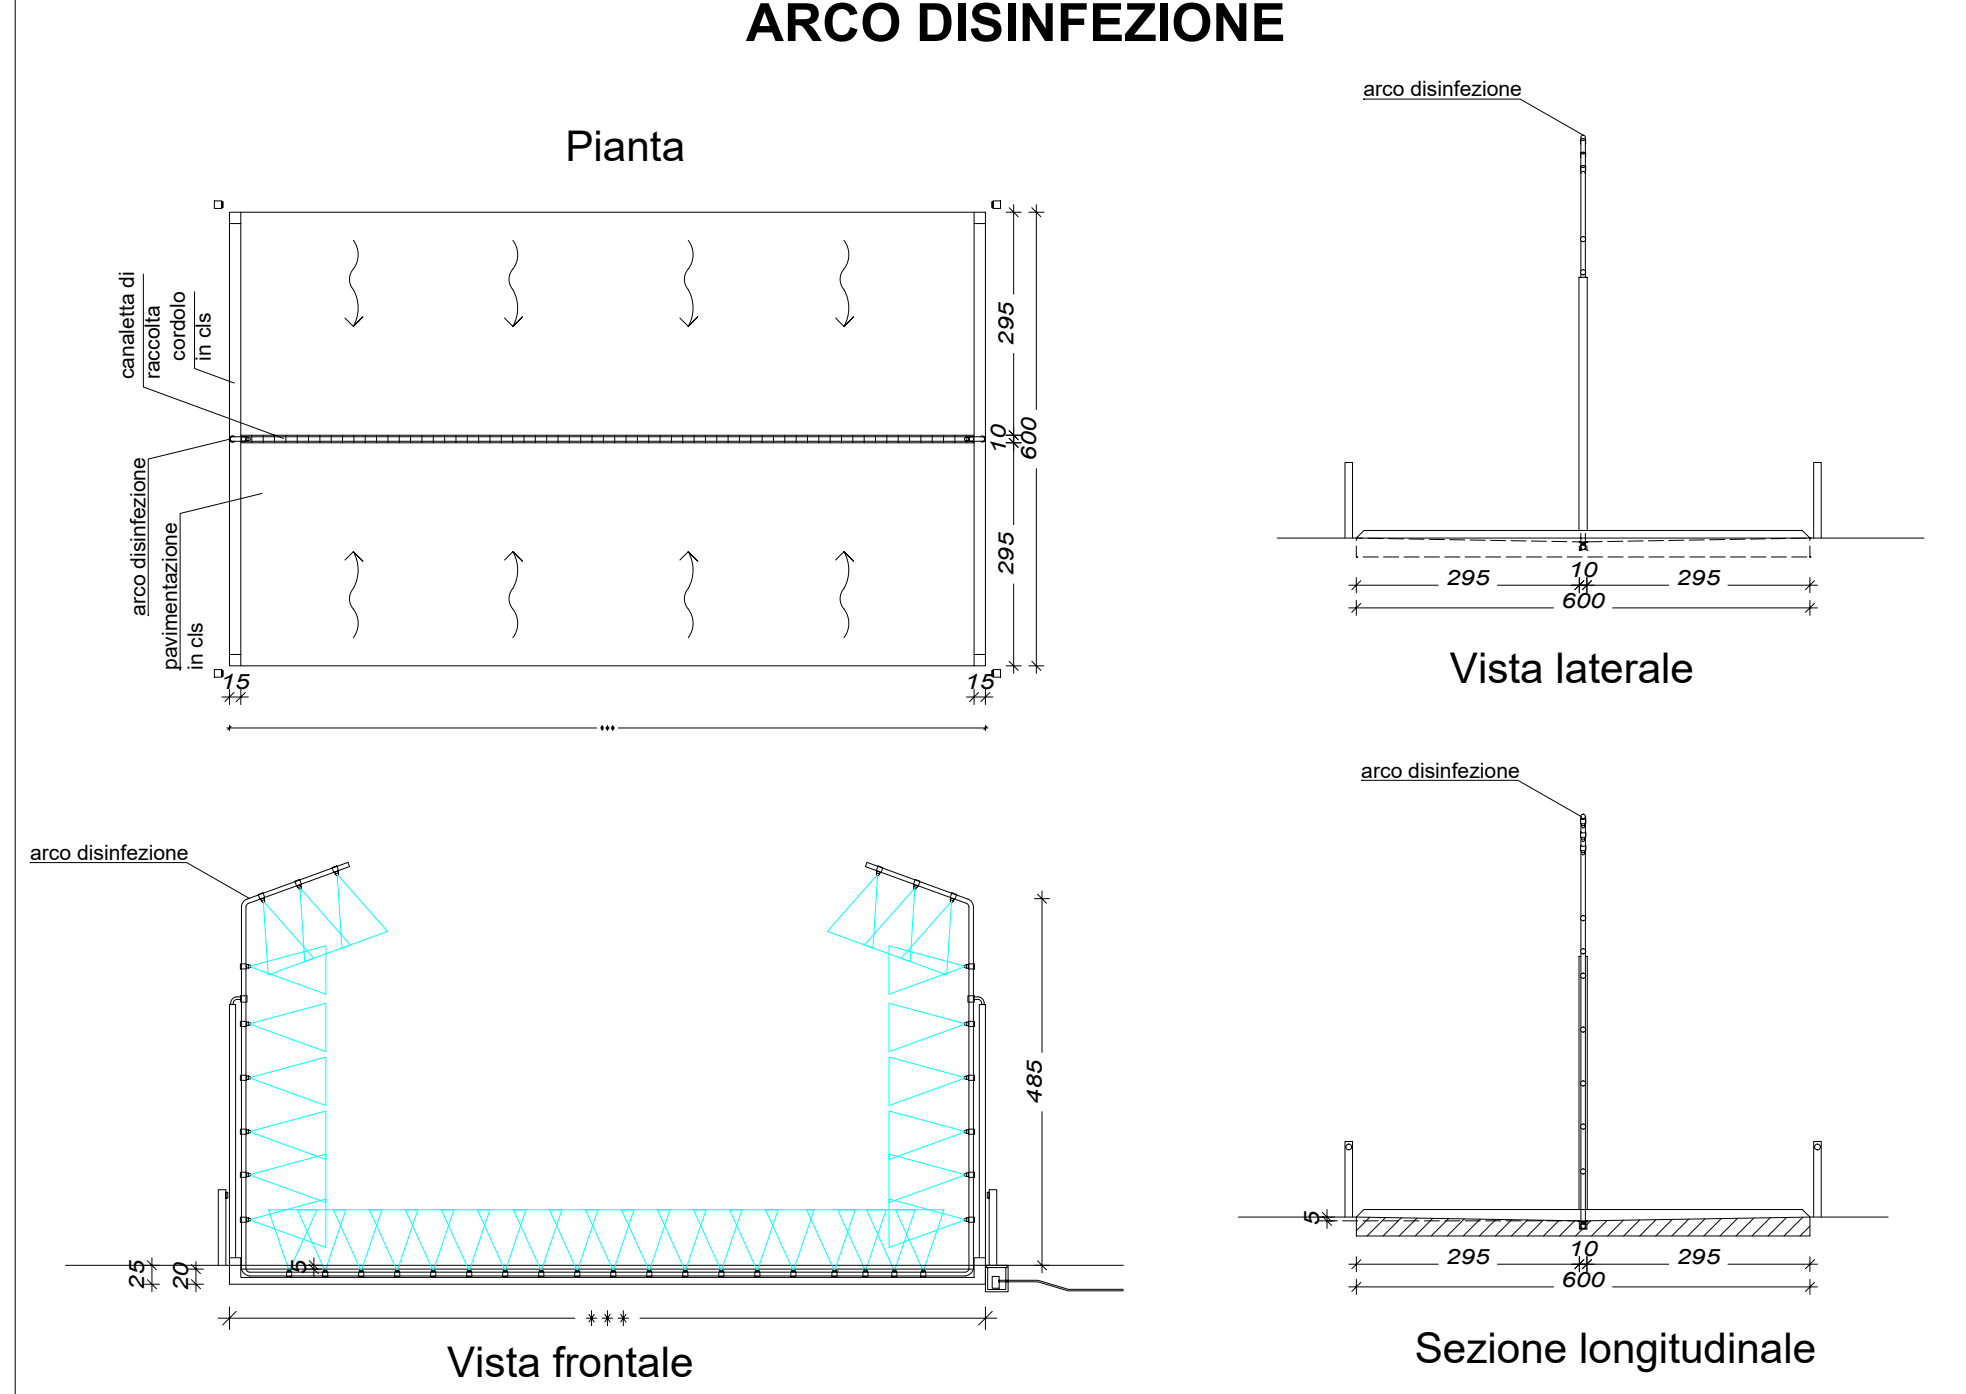 ARCO DISINFEZIONE
Pianta
canaletta di
raccolta
cordolo
in cls
arco disinfezione
pavimentazione
in cls
295
10
600
295
15
15
***
arco disinfezione
295
10
295
600
Vista laterale
arco disinfezione
485
25
20
5
***
Vista frontale
arco disinfezione
5
295
10
295
600
Sezione longitudinale